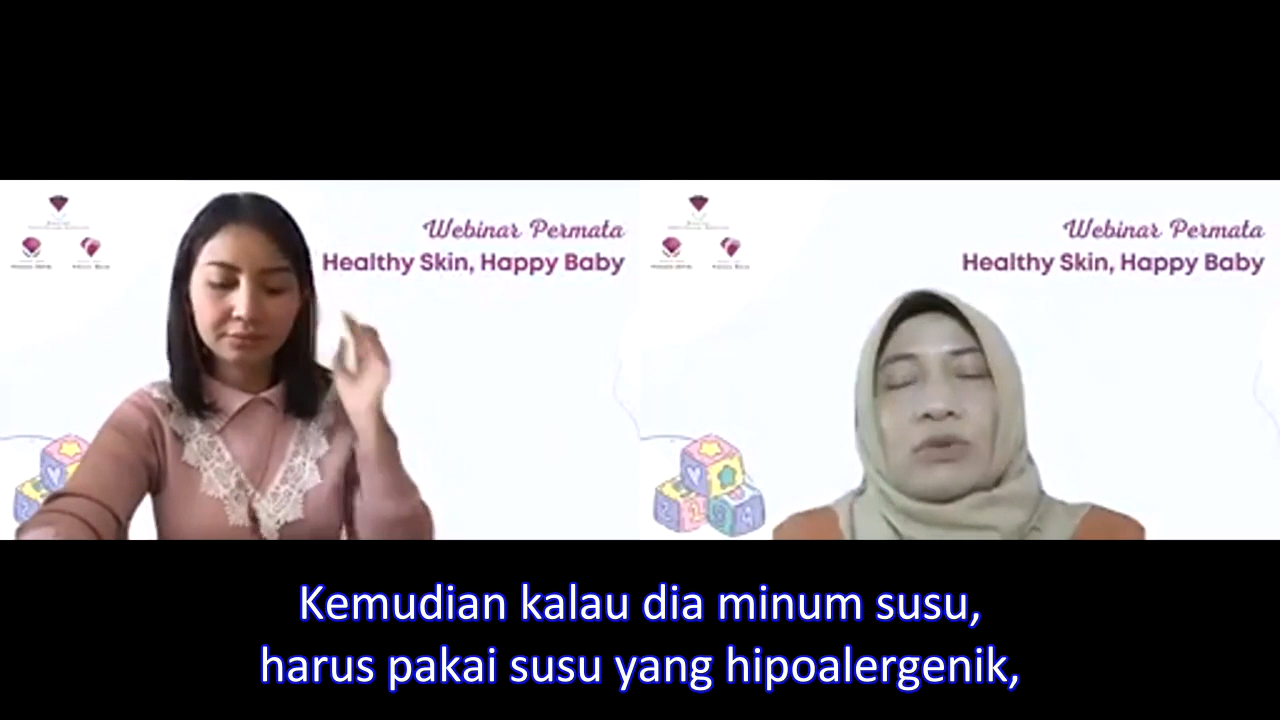 Webinar Permata
Healthy Skin, Happy Baby
Webinar Permata
Healthy Skin, Happy Baby
Kemudian kalau dia minum susu,
harus pakai susu yang hipoalergenik,